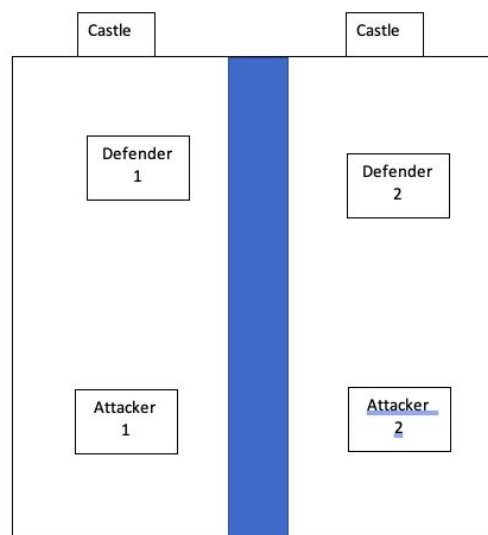 Castle
Castle
Defender
1
Defender
2
Attacker
1
Attacker
2